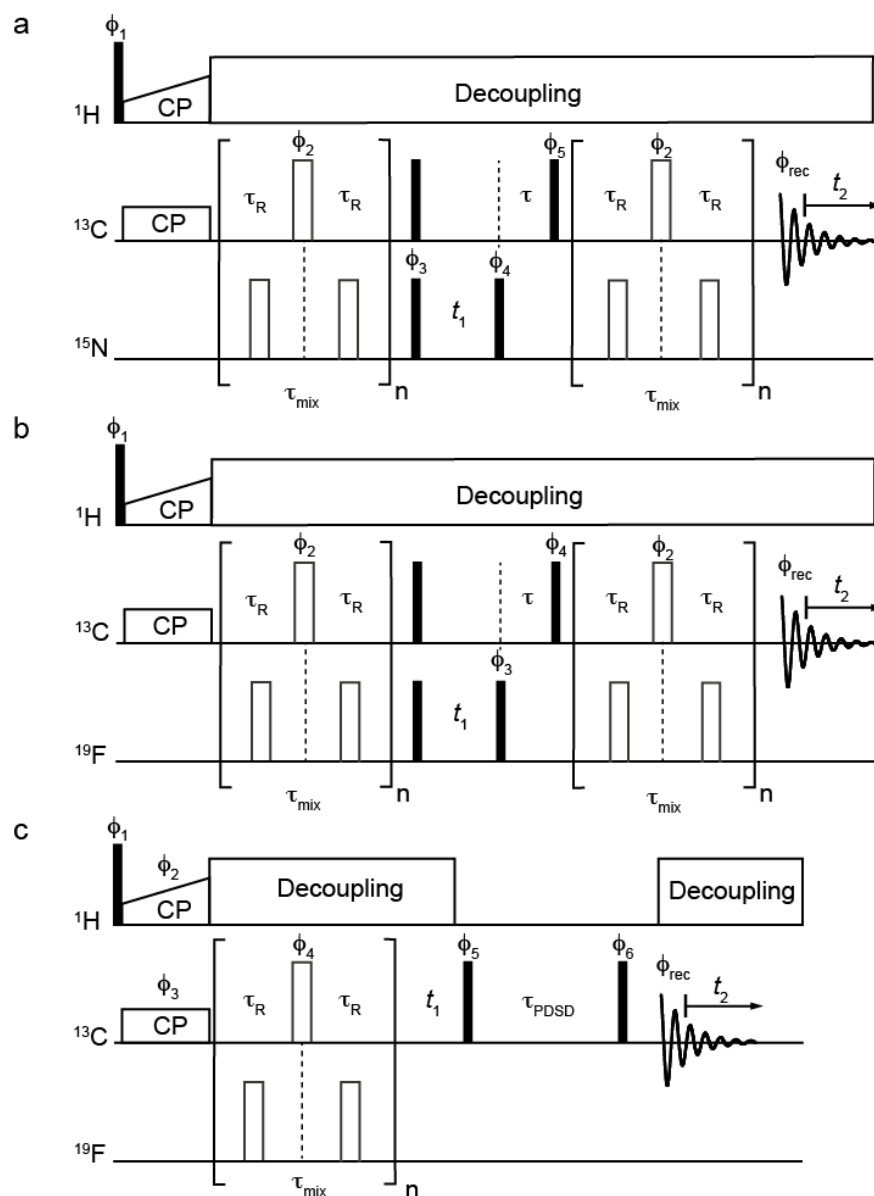 a
ϕ1
CP
Decoupling
1H
ϕ2 ϕ5 ϕ2
τR τR τ τR τR
ϕrec
t2
CP
13C
ϕ3 ϕ4
t1
15N
τmix n τmix n
b
ϕ1
CP
Decoupling
1H
ϕ2 ϕ4 ϕ2
τR τR τ τR τR
ϕrec
t2
CP
13C
ϕ3
t1
19F
τmix n τmix n
c
ϕ1
ϕ2
CP
Decoupling Decoupling
1H
ϕ3
ϕ4 ϕ5 ϕ6
τR τR t1 τPDSD
ϕrec
t2
CP
13C
19F
τmix n